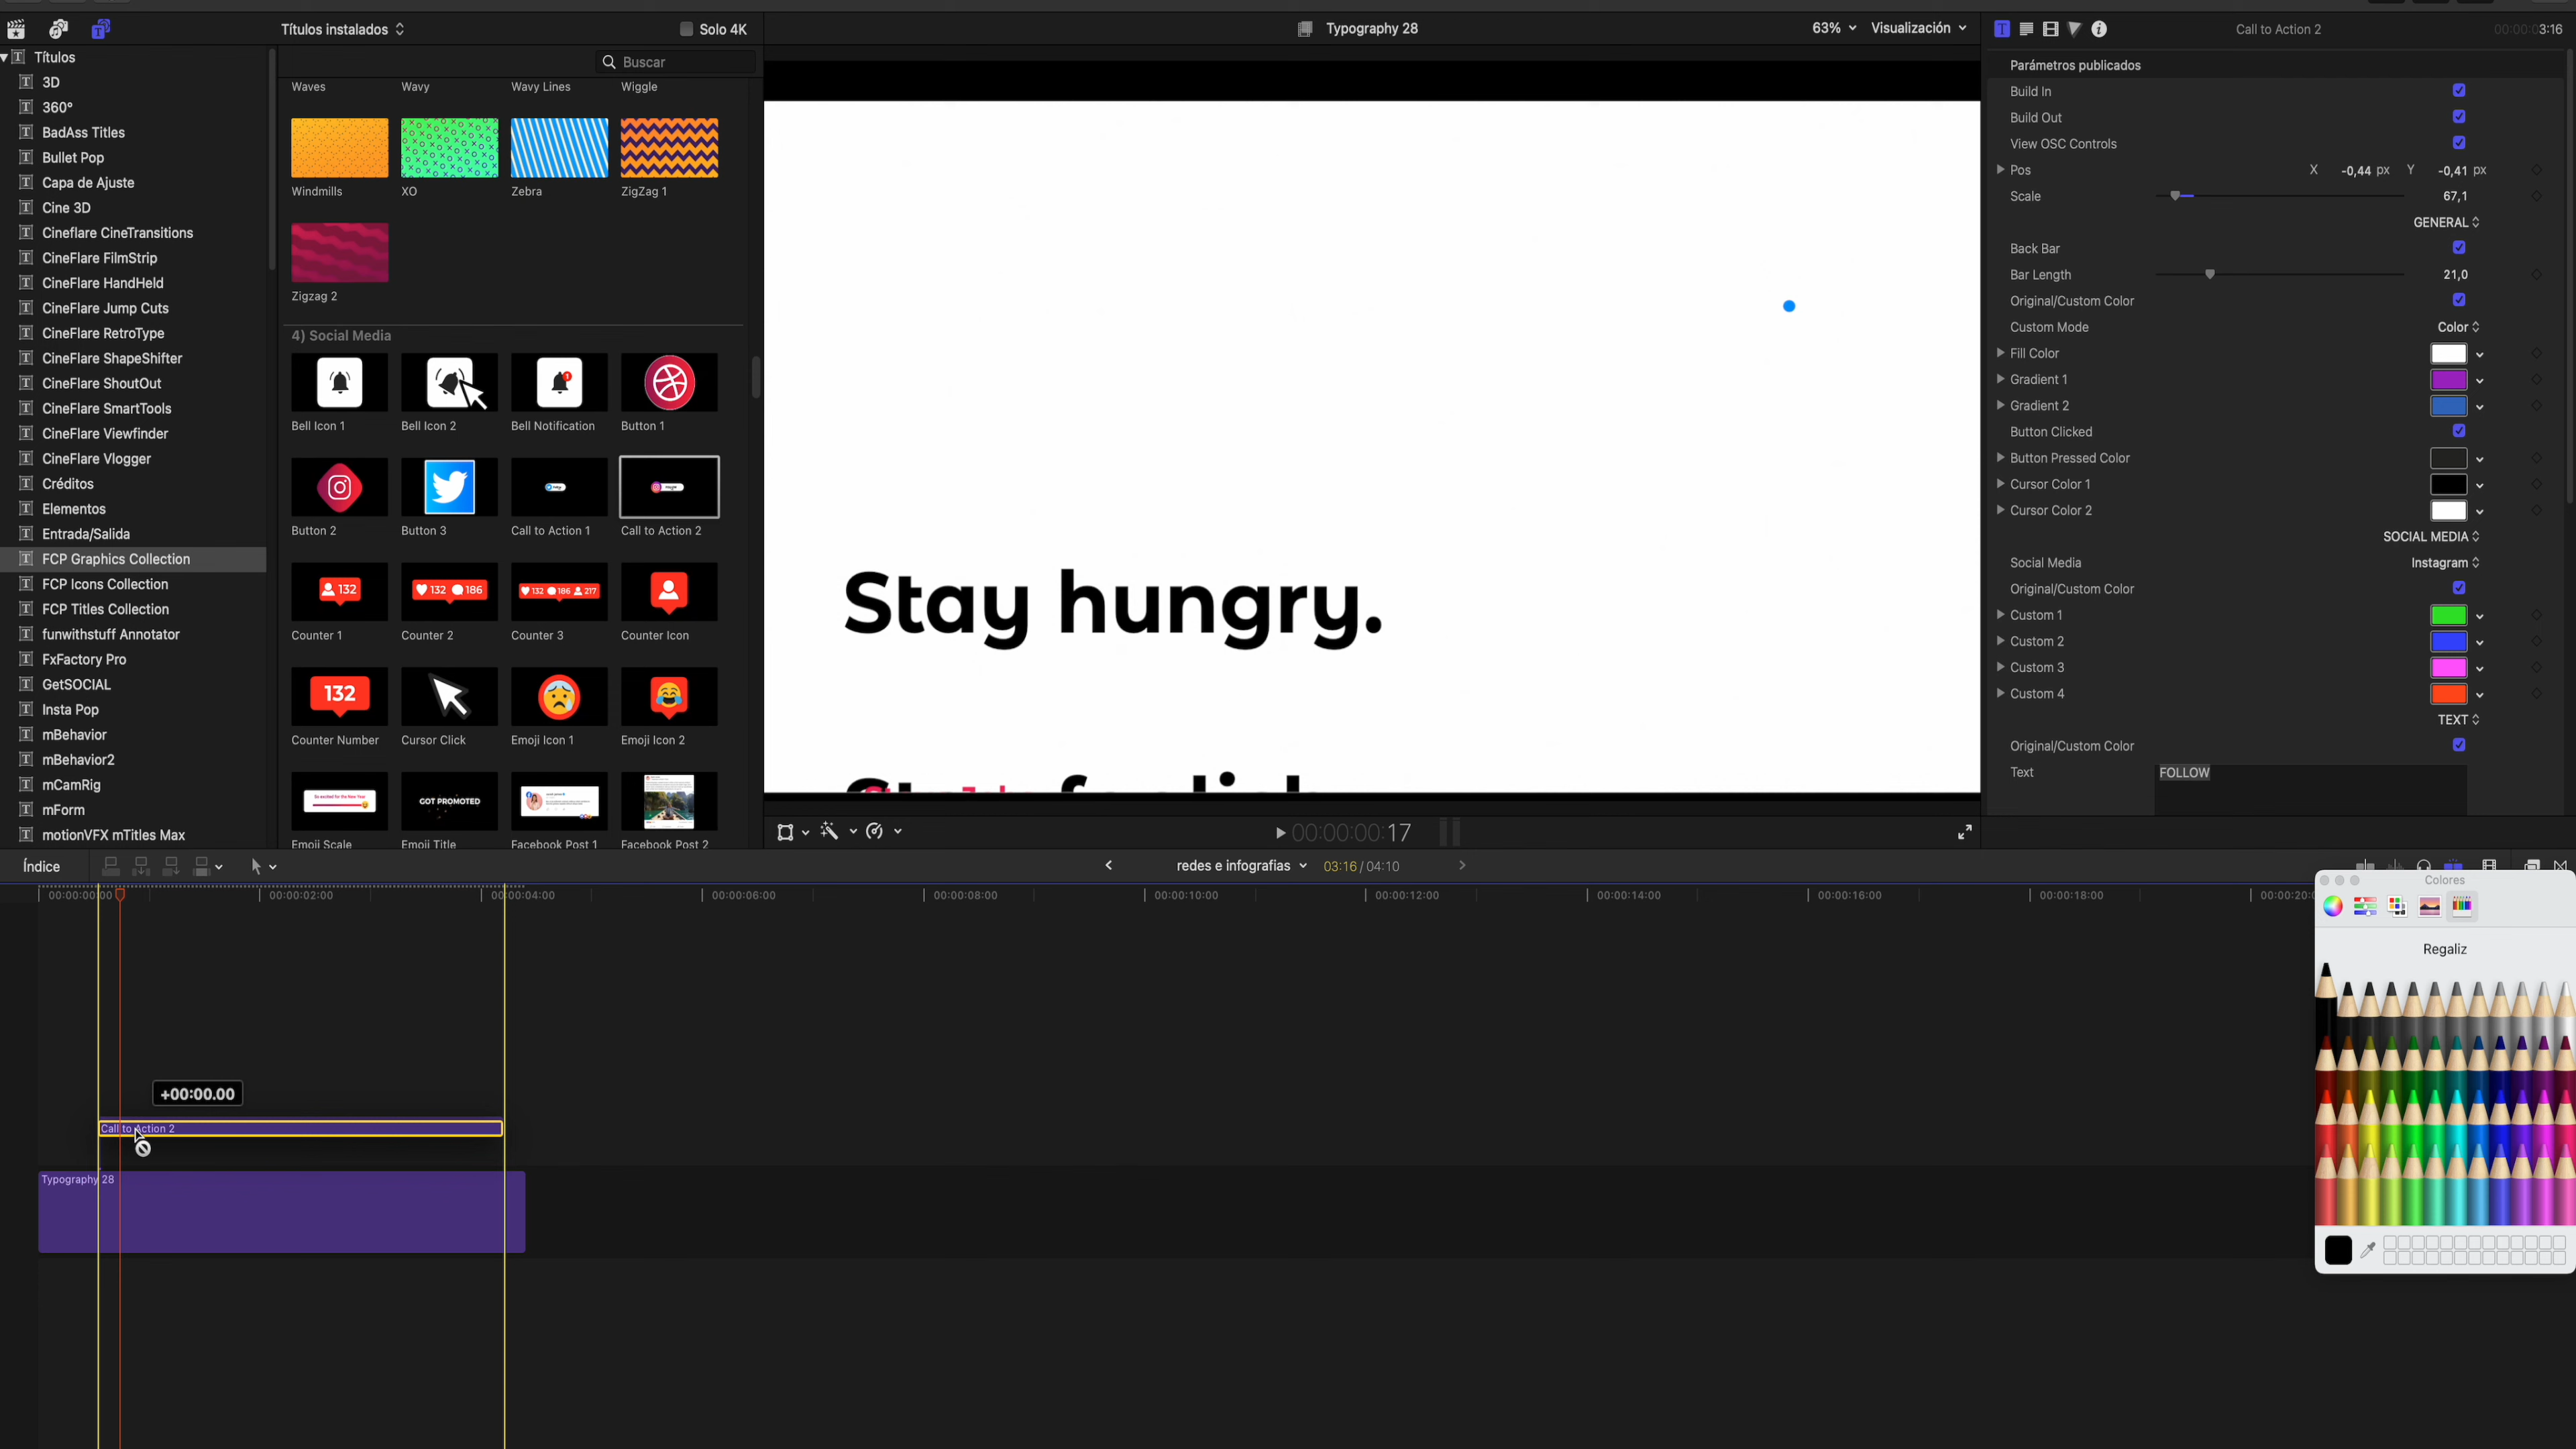 Títulos instalados
Solo 4K
Typography 28
63%
Visualización
Call to Action 2
00:00:03:16
Títulos
3D
360°
BadAss Titles
Bullet Pop
Capa de Ajuste
Cine 3D
Cineflare CineTransitions
CineFlare FilmStrip
CineFlare HandHeld
CineFlare Jump Cuts
CineFlare RetroType
CineFlare ShapeShifter
CineFlare ShoutOut
CineFlare SmartTools
CineFlare Viewfinder
CineFlare Vlogger
Créditos
Elementos
Entrada/Salida
FCP Graphics Collection
FCP Icons Collection
FCP Titles Collection
funwithstuff Annotator
FxFactory Pro
GetSOCIAL
Insta Pop
mBehavior
mBehavior2
mCamRig
mForm
motionVFX mTitles Max
Buscar
Waves
Wavy
Wavy Lines
Wiggle
Windmills
XO
Zebra
ZigZag 1
Zigzag 2
4) Social Media
Bell Icon 1
Bell Icon 2
Bell Notification
Button 1
Button 2
Button 3
Call to Action 1
Call to Action 2
132
132 186
132 186 217
Counter 1
Counter 2
Counter 3
Counter Icon
132
Counter Number
Cursor Click
Emoji Icon 1
Emoji Icon 2
So excited for the New Year
GOT PROMOTED
Emoji Scale
Emoji Title
Facebook Post 1
Facebook Post 2
Stay hungry.
00:00:00:17
Parámetros publicados
Build In
Build Out
View OSC Controls
Pos X -0,44 px Y -0,41 px
Scale 67,1
GENERAL
Back Bar
Bar Length 21,0
Original/Custom Color
Custom Mode Color
Fill Color
Gradient 1
Gradient 2
Button Clicked
Button Pressed Color
Cursor Color 1
Cursor Color 2
SOCIAL MEDIA
Social Media Instagram
Original/Custom Color
Custom 1
Custom 2
Custom 3
Custom 4
TEXT
Original/Custom Color
Text FOLLOW
Índice
redes e infografias
03:16 / 04:10
00:00:00:00
00:00:02:00
00:00:04:00
00:00:06:00
00:00:08:00
00:00:10:00
00:00:12:00
00:00:14:00
00:00:16:00
00:00:18:00
00:00:20:0
+00:00.00
Call to Action 2
Typography 28
Colores
Regaliz